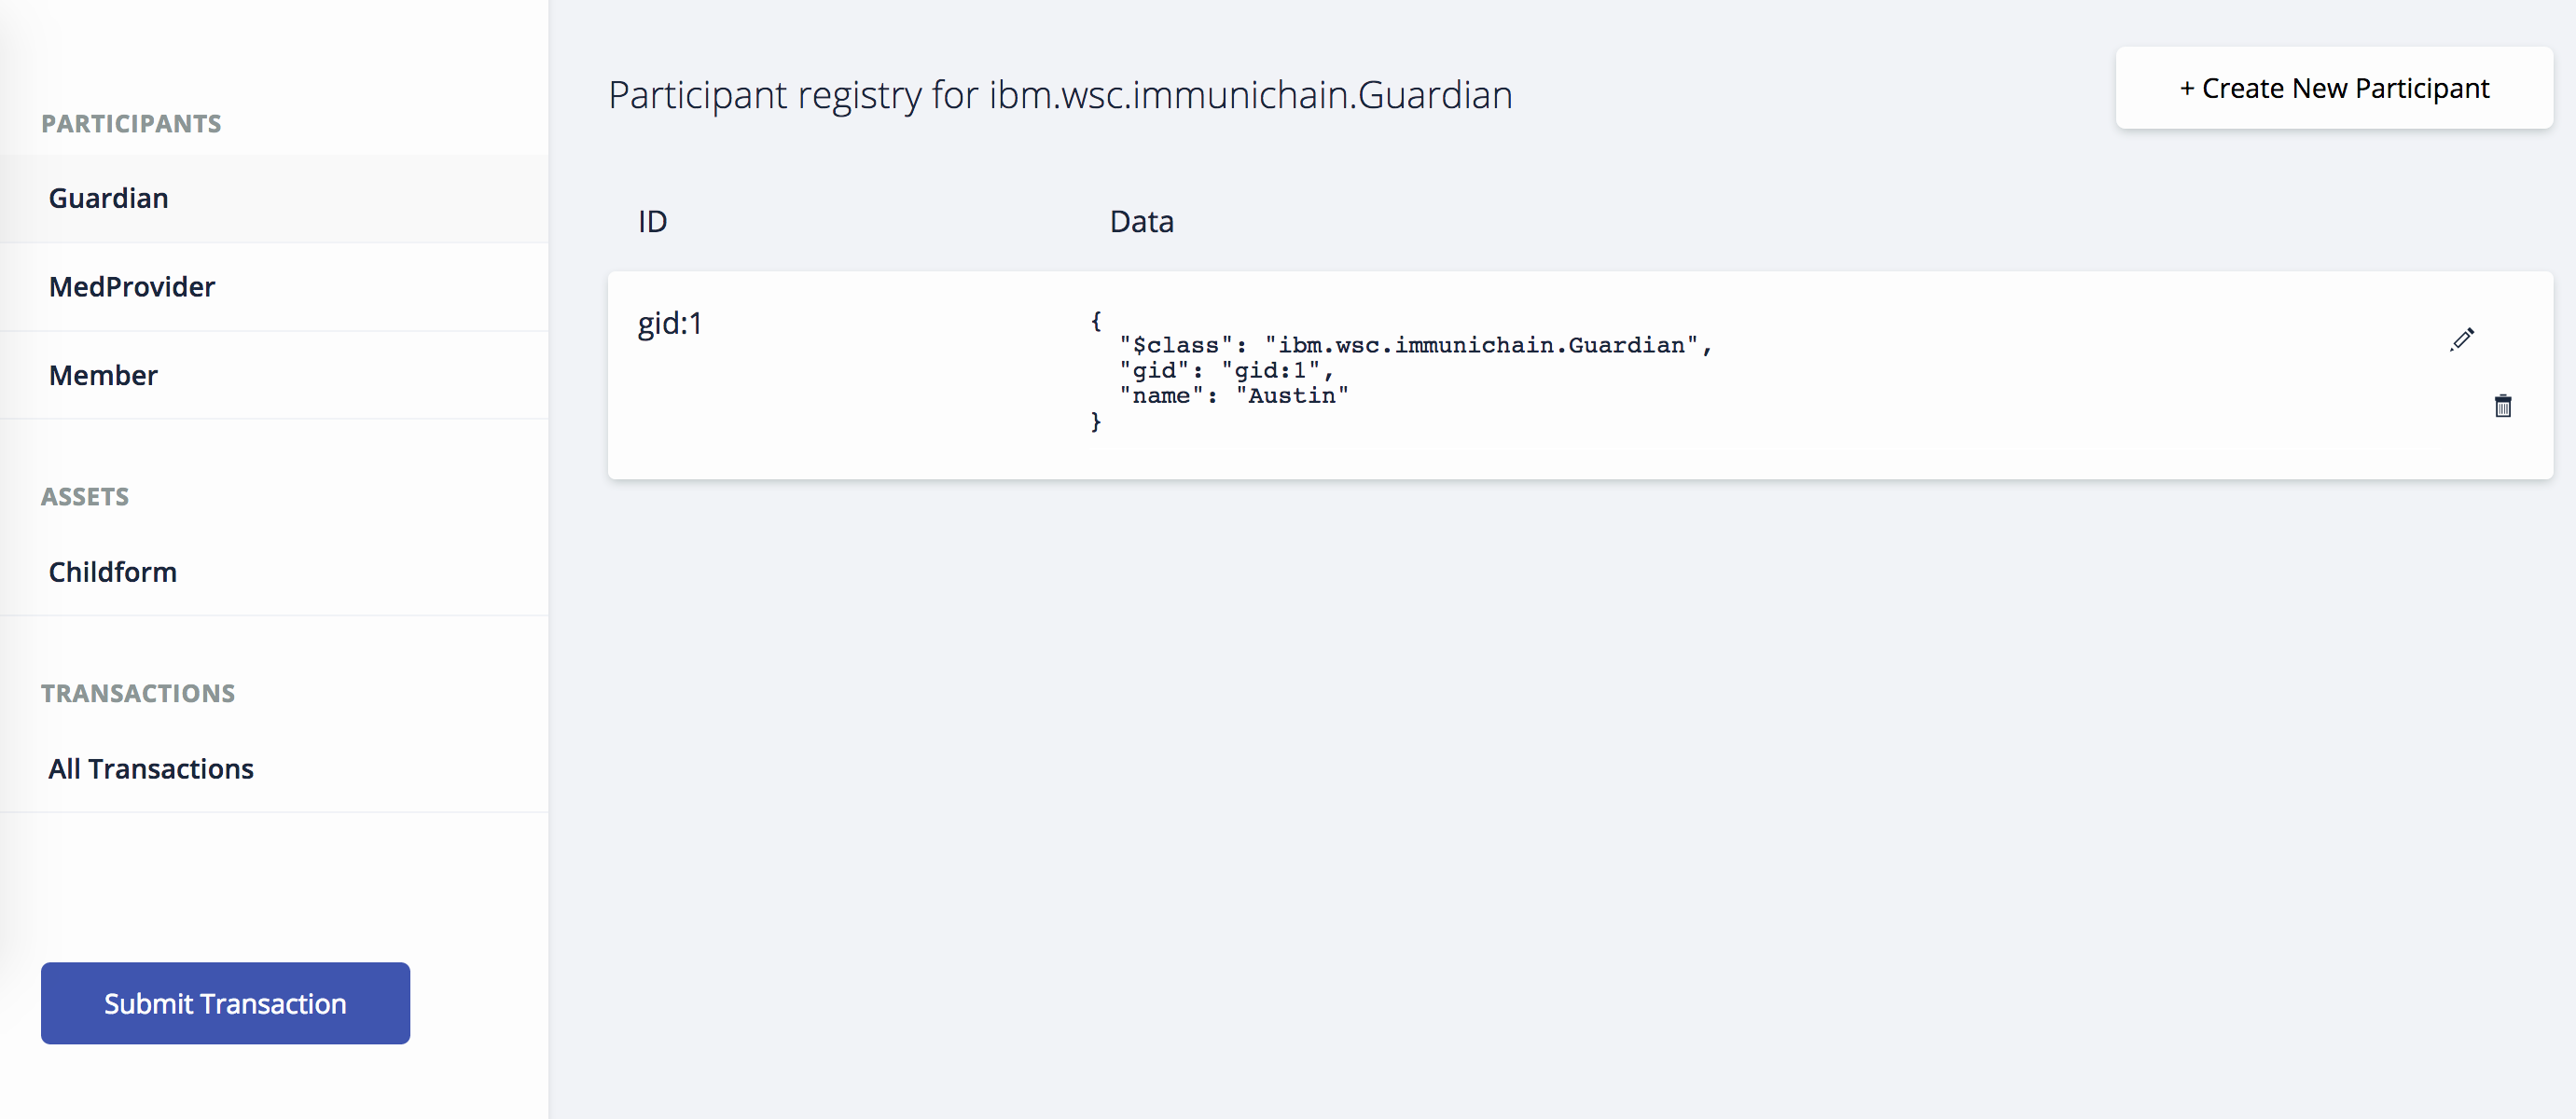 PARTICIPANTS
Guardian
MedProvider
Member
ASSETS
Childform
TRANSACTIONS
All Transactions
Submit Transaction
Participant registry for ibm.wsc.immunichain.Guardian
+ Create New Participant
ID Data
gid:1
{
"$class": "ibm.wsc.immunichain.Guardian",
"gid": "gid:1",
"name": "Austin"
}